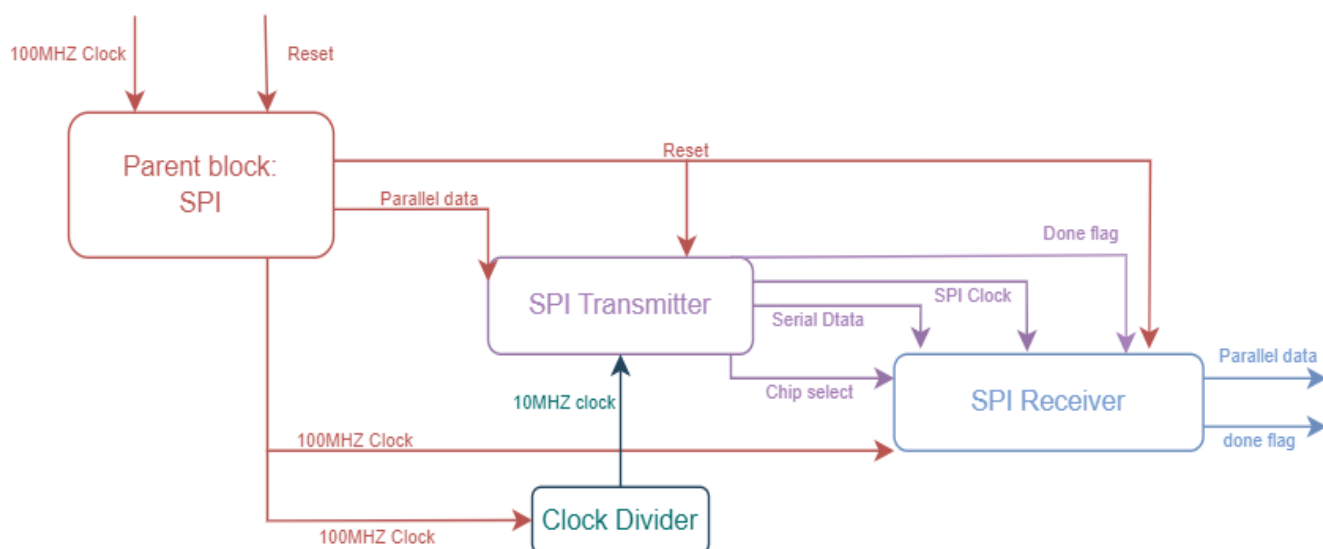 100MHZ Clock
Reset
Parent block:
SPI
Reset
Parallel data
Done flag
SPI Transmitter
SPI Clock
Serial Dtata
Parallel data
Chip select
SPI Receiver
10MHZ clock
100MHZ Clock
done flag
Clock Divider
100MHZ Clock